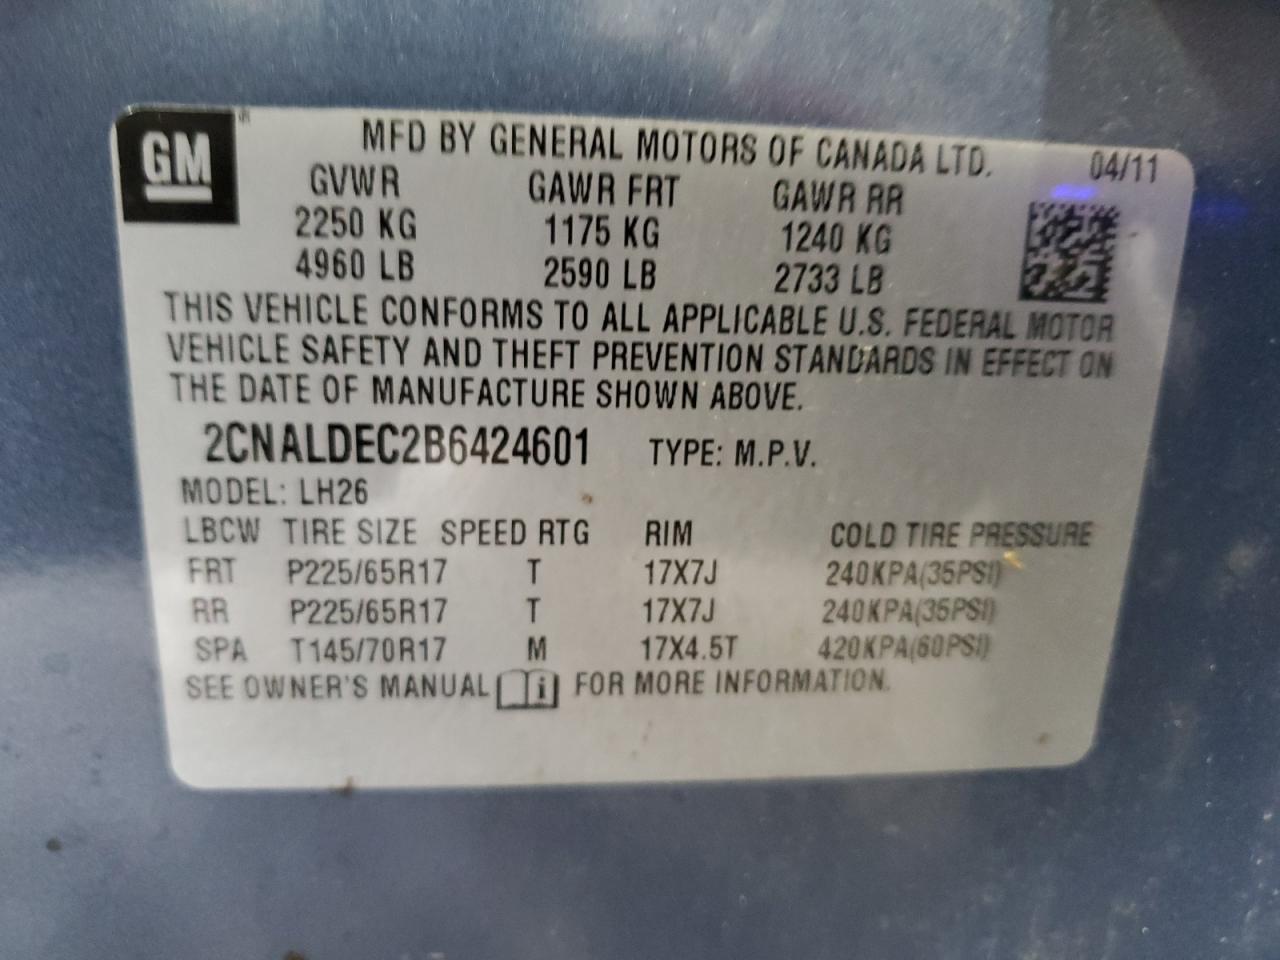 GM
MFD BY GENERAL MOTORS OF CANADA LTD. 04/11
GVWR GAWR FRT GAWR RR
2250 KG 1175 KG 1240 KG
4960 LB 2590 LB 2733 LB
THIS VEHICLE CONFORMS TO ALL APPLICABLE U.S. FEDERAL MOTOR
VEHICLE SAFETY AND THEFT PREVENTION STANDARDS IN EFFECT ON
THE DATE OF MANUFACTURE SHOWN ABOVE.
2CNALDEC2B6424601 TYPE: M.P.V.
MODEL: LH26
LBCW TIRE SIZE SPEED RTG RIM COLD TIRE PRESSURE
FRT P225/65R17 T 17X7J 240KPA(35PSI)
RR P225/65R17 T 17X7J 240KPA(35PSI)
SPA T145/70R17 M 17X4.5T 420KPA(60PSI)
SEE OWNER'S MANUAL i FOR MORE INFORMATION.